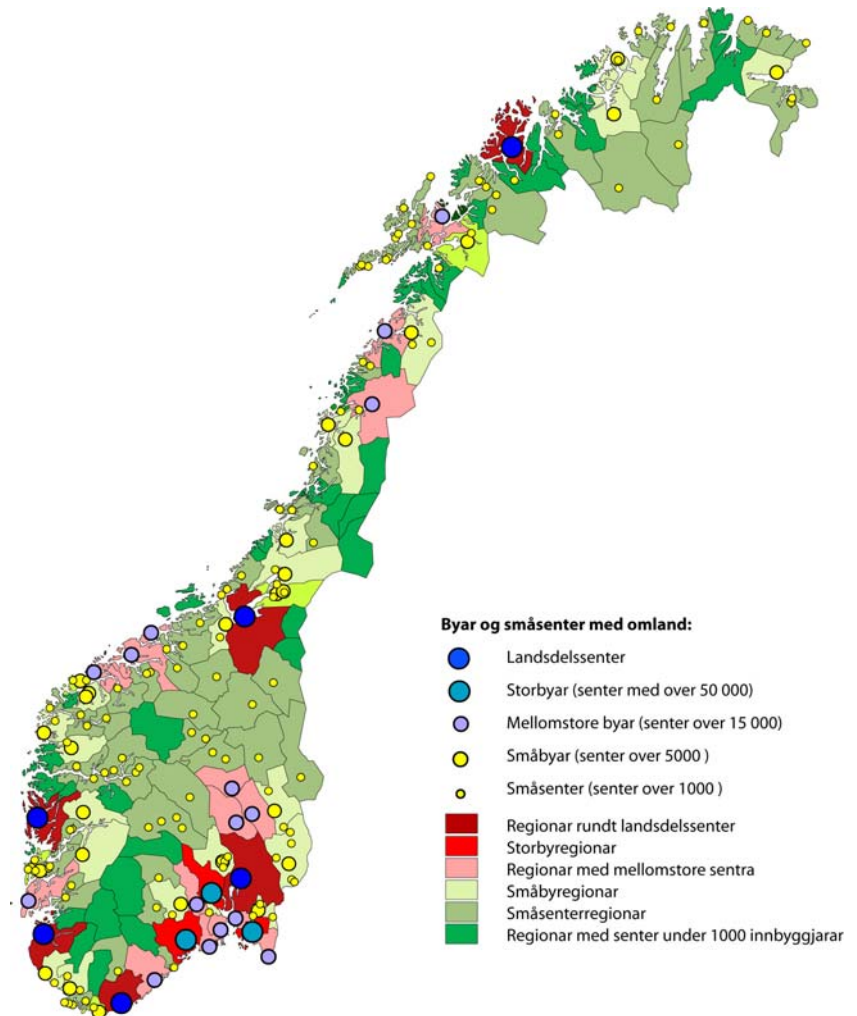 Byar og småsenter med omland:
Landsdelssenter
Storbyar (senter med over 50 000)
Mellomstore byar (senter over 15 000)
Småbyar (senter over 5000 )
Småsenter (senter over 1000 )
Regionar rundt landsdelssenter
Storbyregionar
Regionar med mellomstore sentra
Småbyregionar
Småsenterregionar
Regionar med senter under 1000 innbyggjarar